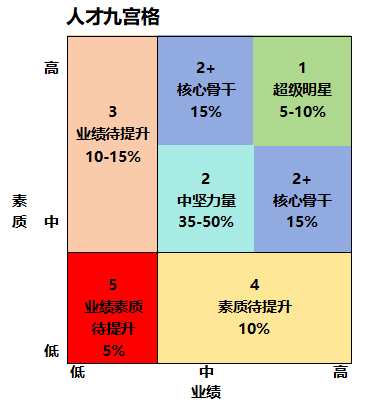 人才九宫格
高
3
业绩待提升
10-15%
2+
核心骨干
15%
1
超级明星
5-10%
素
质
中
2
中坚力量
35-50%
2+
核心骨干
15%
5
业绩素质
待提升
5%
4
素质待提升
10%
低
低
中
高
业绩